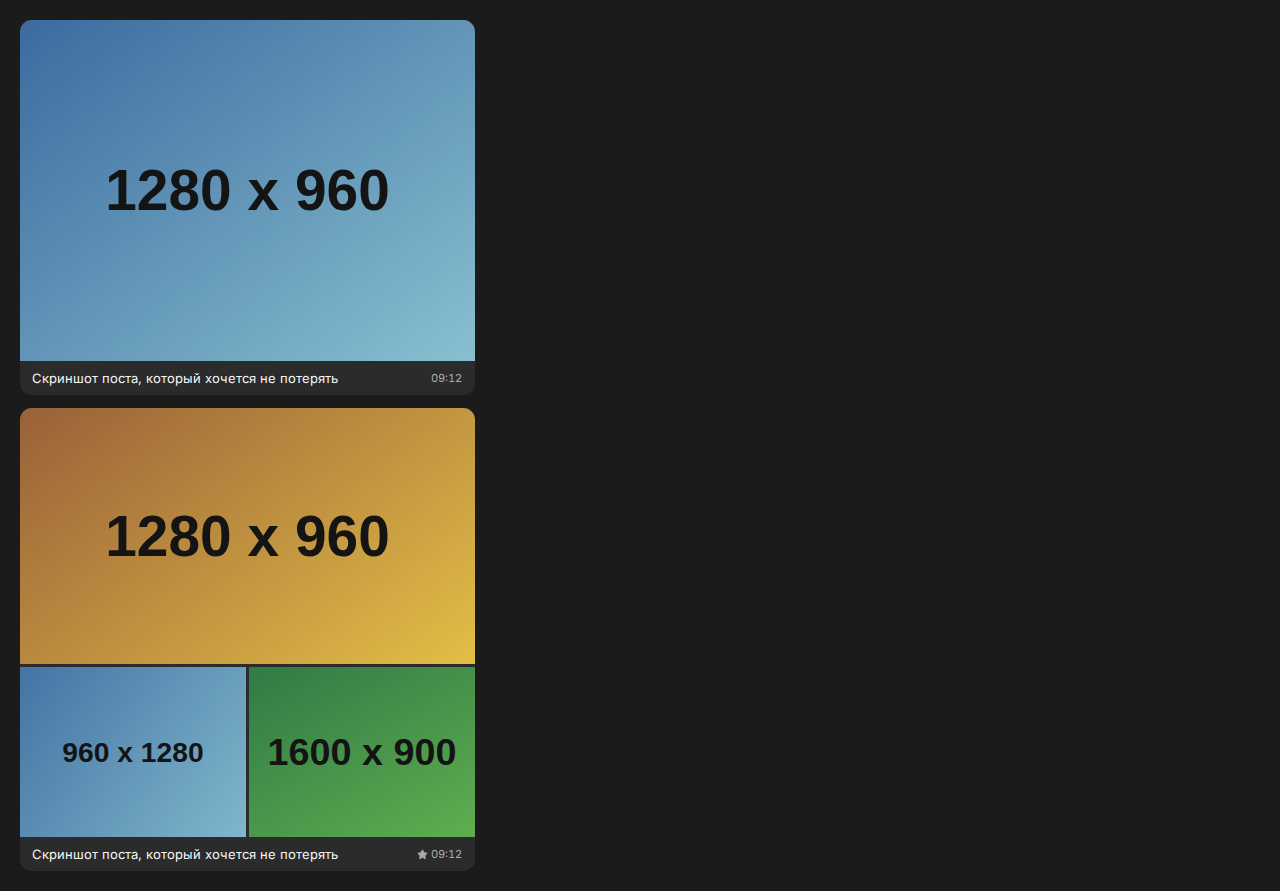 1280 x 960
Скриншот поста, который хочется не потерять 09:12
1280 x 960
960 x 1280 1600 x 900
Скриншот поста, который хочется не потерять 09:12